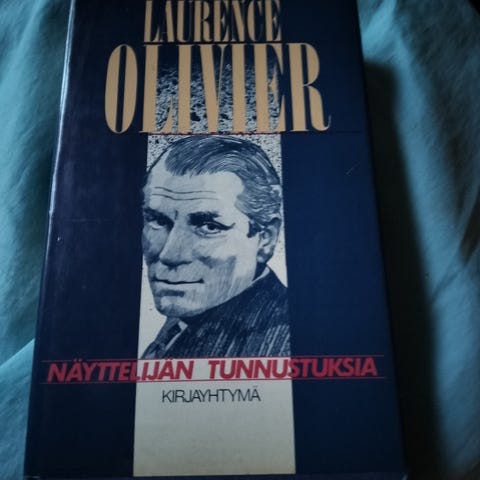 LAURENCE
OLIVIER
NÄYTTELIJÄN TUNNUSTUKSIA
KIRJAYHTYMÄ